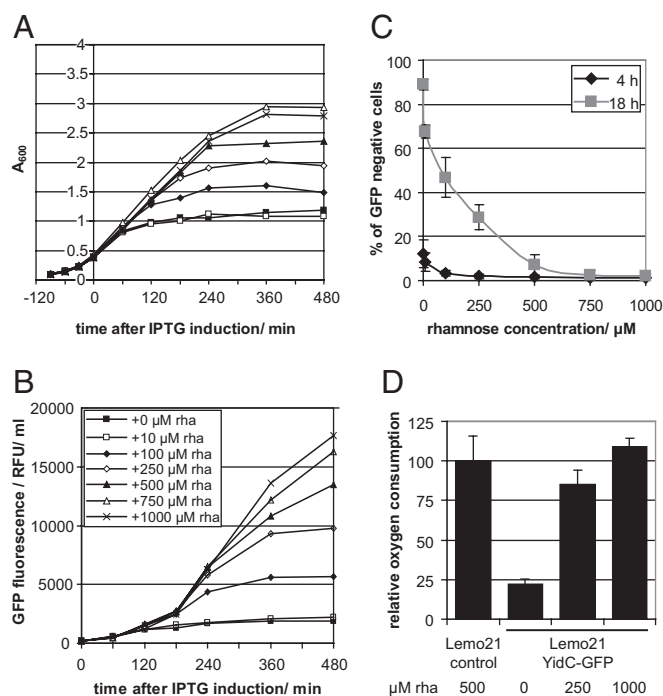 A
4
3.5
3
2.5
2
1.5
1
0.5
0
A600
-120
0
120
240
360
480
time after IPTG induction/ min
C
100
80
60
40
20
0
% of GFP negative cells
4 h
18 h
0
250
500
750
1000
rhamnose concentration/ µM
B
20000
15000
10000
5000
0
GFP fluorescence / RFU/ ml
+0 µM rha
+10 µM rha
+100 µM rha
+250 µM rha
+500 µM rha
+750 µM rha
+1000 µM rha
0
120
240
360
480
time after IPTG induction/ min
D
125
100
75
50
25
0
relative oxygen consumption
Lemo21
control
Lemo21
YidC-GFP
µM rha 500 0 250 1000